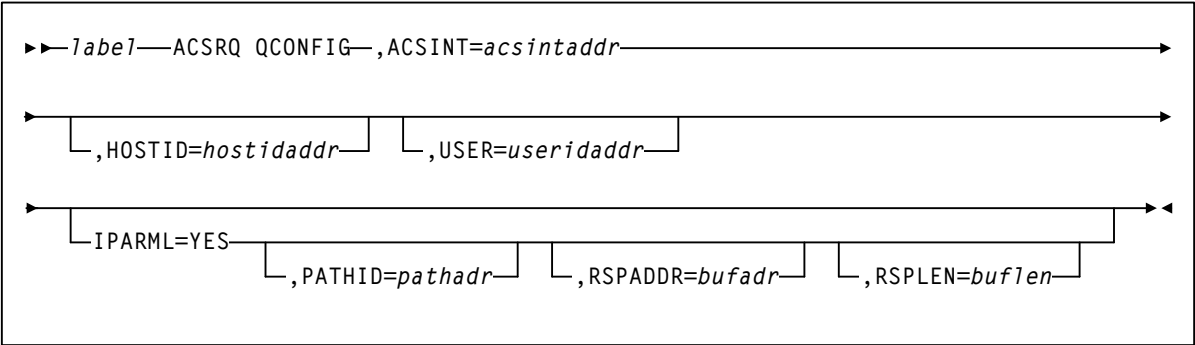 label ACSRQ QCONFIG ,ACSINT=acsintaddr
,HOSTID=hostidaddr ,USER=useridaddr
IPARML=YES
,PATHID=pathadr ,RSPADDR=bufadr ,RSPLEN=buflen